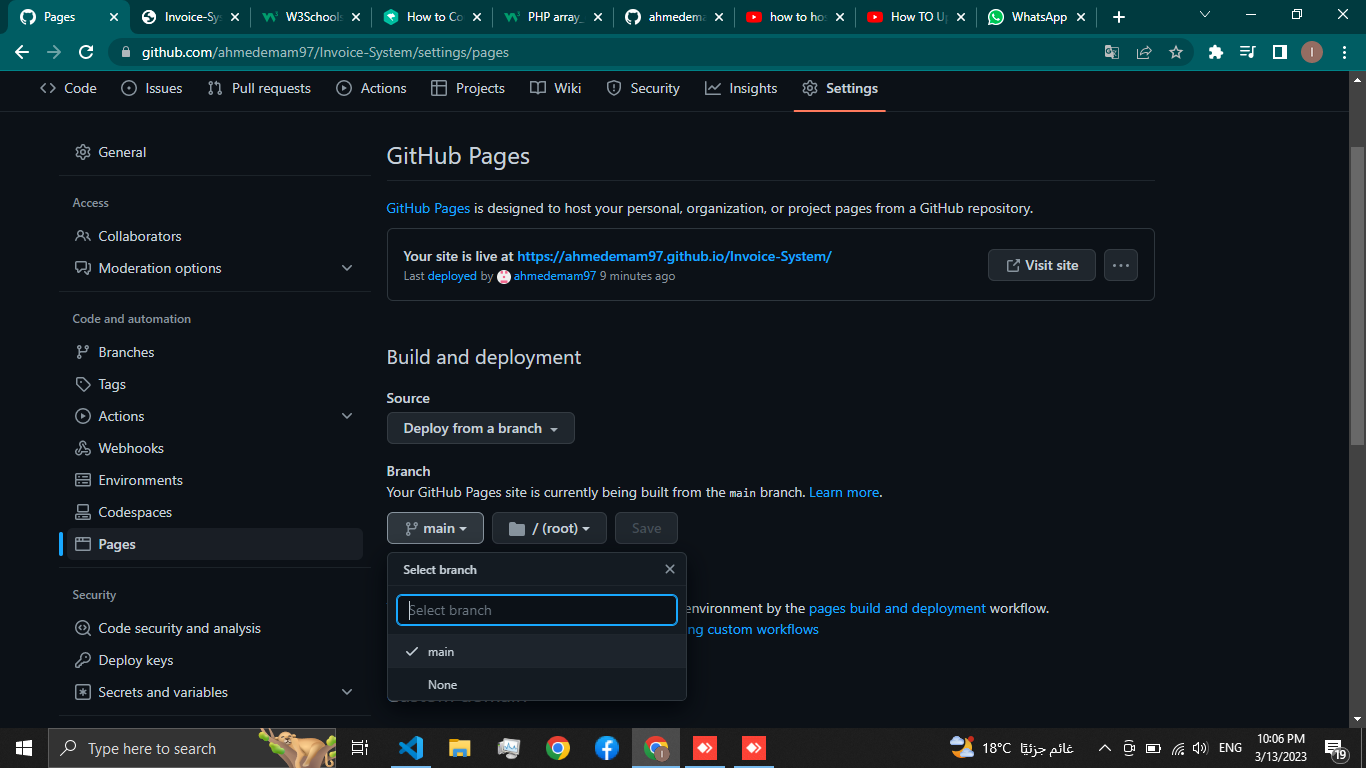 Pages
Invoice-Sy
W3Schools
How to Co
PHP array_
ahmedema
how to hos
How TO Up
WhatsApp
github.com/ahmedemam97/Invoice-System/settings/pages
I
Code
Issues
Pull requests
Actions
Projects
Wiki
Security
Insights
Settings
General
Access
Collaborators
Moderation options
Code and automation
Branches
Tags
Actions
Webhooks
Environments
Codespaces
Pages
Security
Code security and analysis
Deploy keys
Secrets and variables
GitHub Pages
GitHub Pages is designed to host your personal, organization, or project pages from a GitHub repository.
Your site is live at https://ahmedemam97.github.io/Invoice-System/
Last deployed by ahmedemam97 9 minutes ago
Visit site
Build and deployment
Source
Deploy from a branch
Branch
Your GitHub Pages site is currently being built from the main branch. Learn more.
main
/ (root)
Save
Select branch
Select branch
main
None
environment by the pages build and deployment workflow.
ng custom workflows
Type here to search
18°C غائم جزئيًا
ENG
10:06 PM
3/13/2023
19